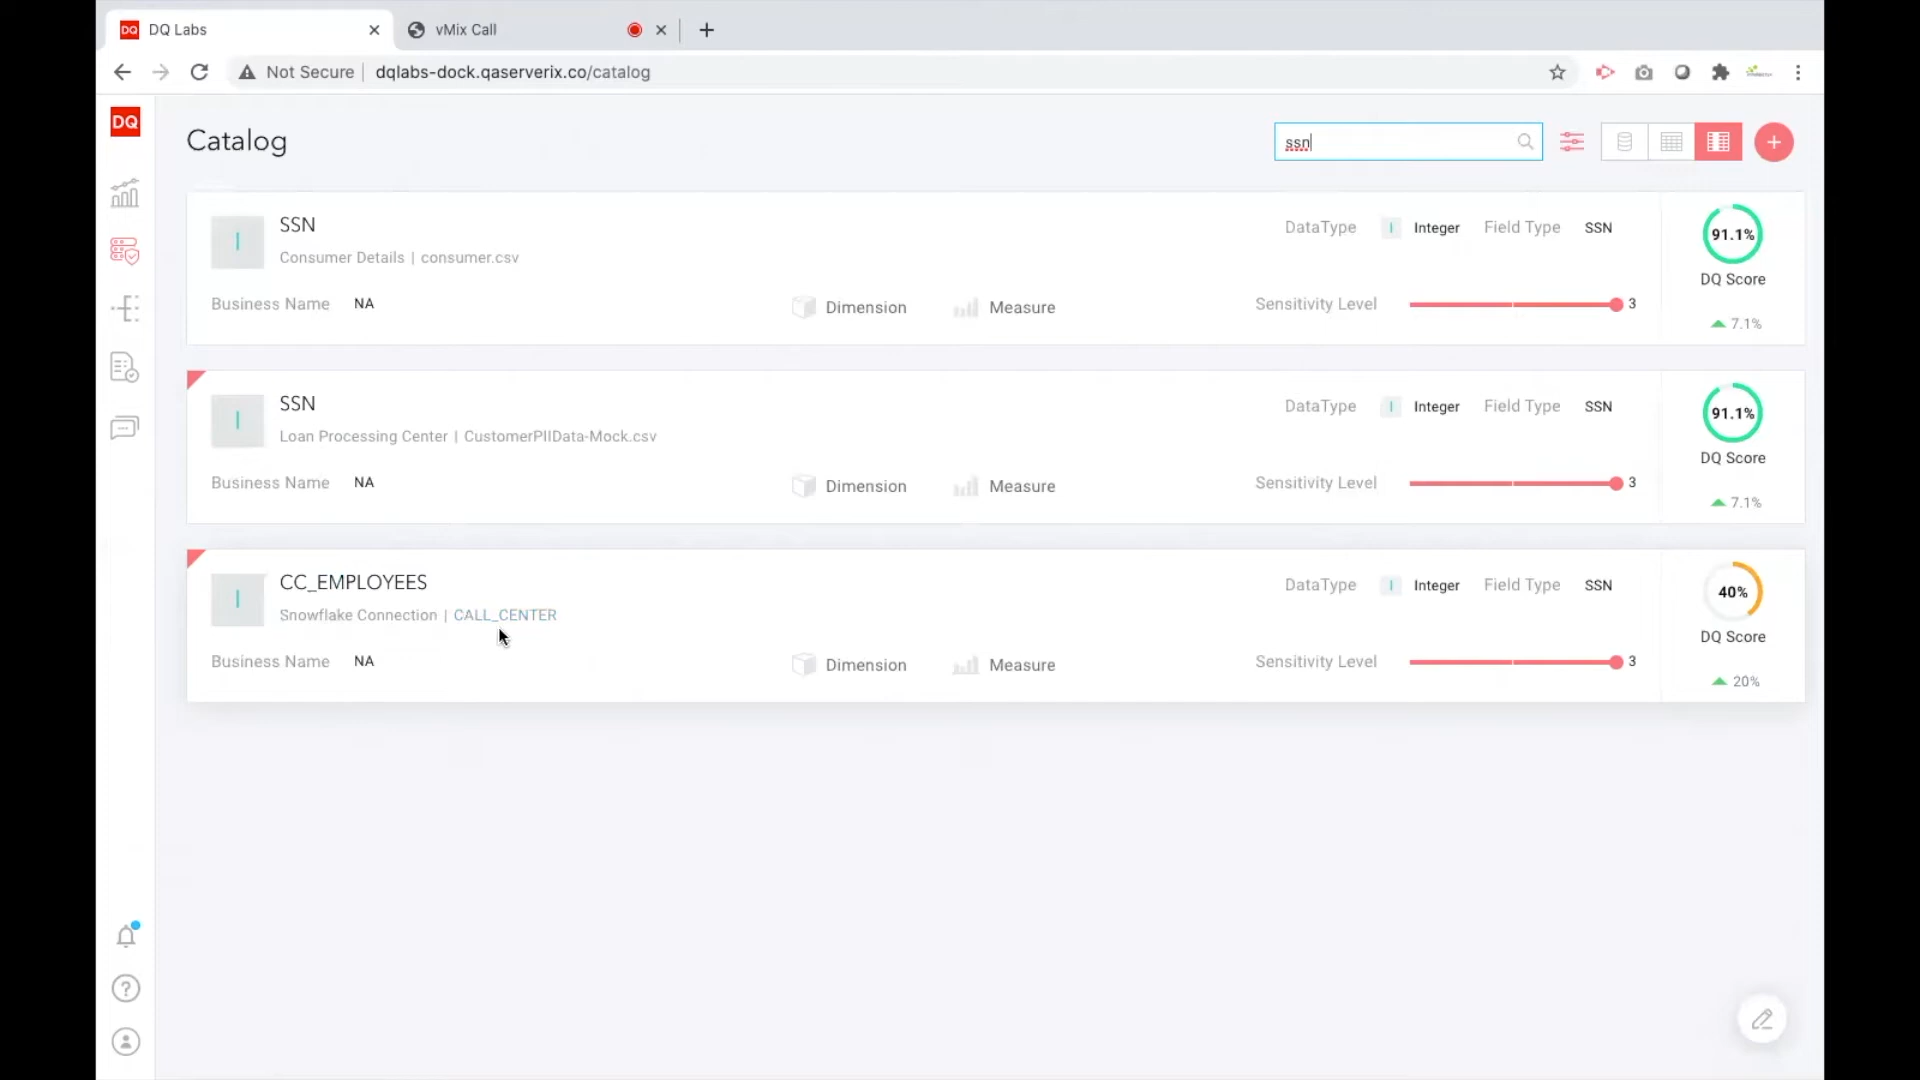 DQ DQ Labs
vMix Call
Not Secure dqlabs-dock.qaserverix.co/catalog
DQ
Catalog
ssn
SSN
Consumer Details | consumer.csv
DataType I Integer Field Type SSN
91.1%
DQ Score
Business Name NA
Dimension
Measure
Sensitivity Level 3
7.1%
SSN
Loan Processing Center | CustomerPIIData-Mock.csv
DataType I Integer Field Type SSN
91.1%
DQ Score
Business Name NA
Dimension
Measure
Sensitivity Level 3
7.1%
CC_EMPLOYEES
Snowflake Connection | CALL_CENTER
DataType I Integer Field Type SSN
40%
DQ Score
Business Name NA
Dimension
Measure
Sensitivity Level 3
20%